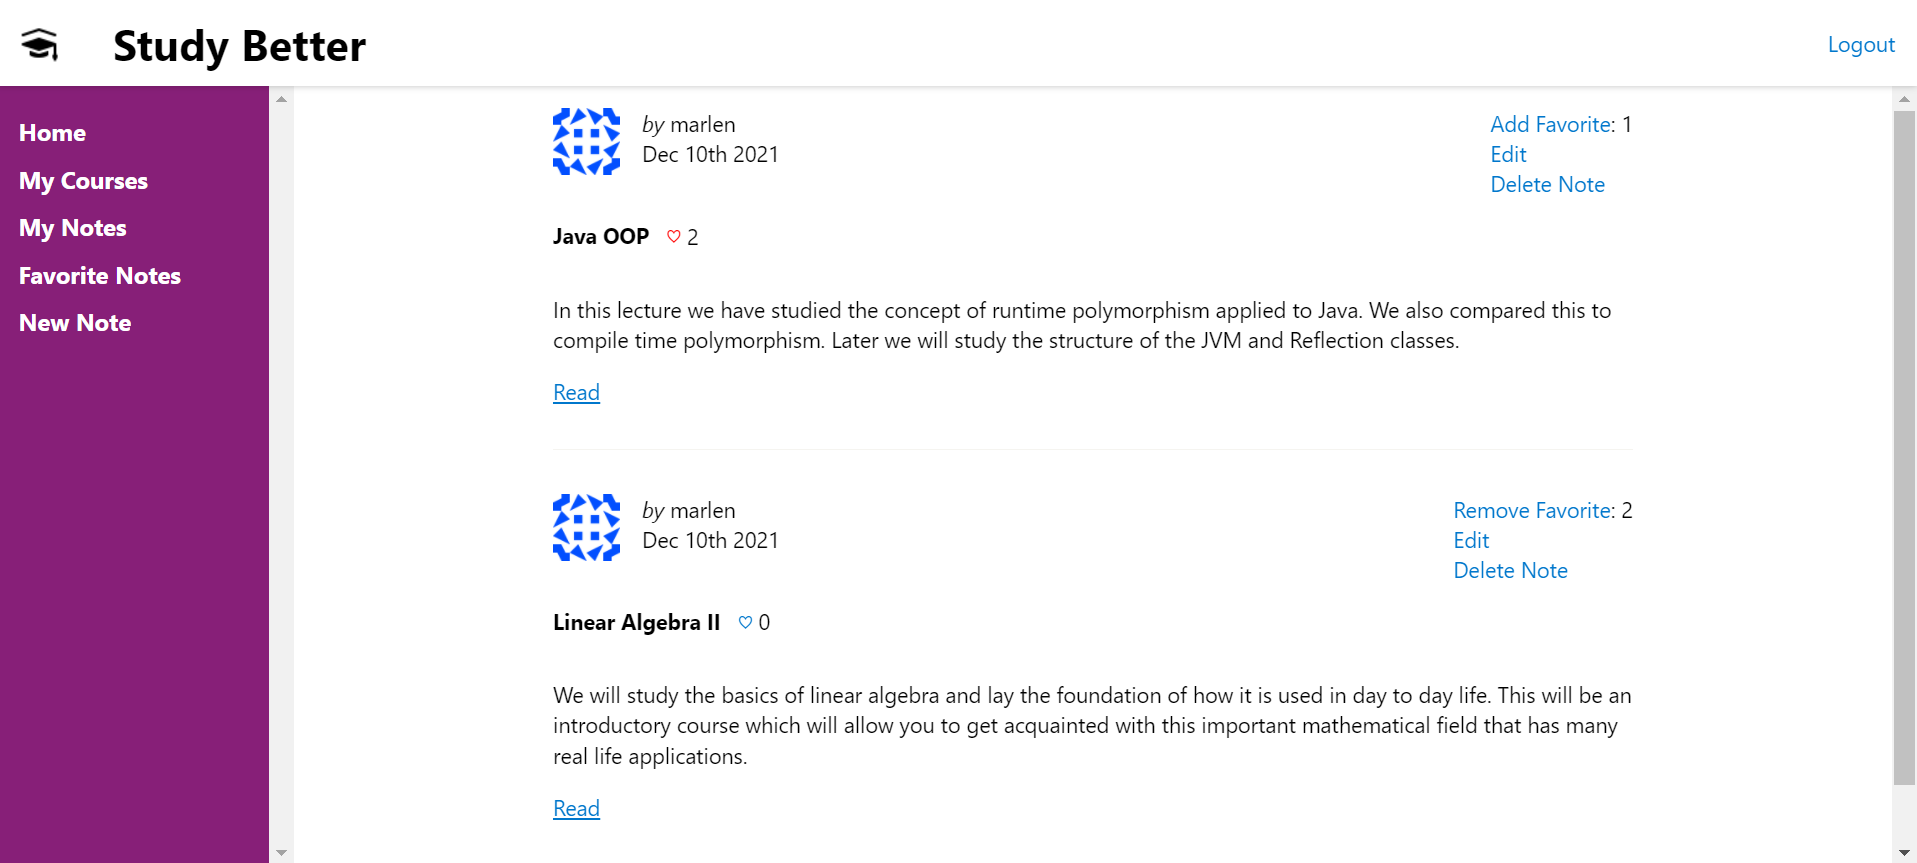 Study Better
Logout
Home
My Courses
My Notes
Favorite Notes
New Note
by marlen
Dec 10th 2021
Add Favorite: 1
Edit
Delete Note
Java OOP ♡ 2
In this lecture we have studied the concept of runtime polymorphism applied to Java. We also compared this to
compile time polymorphism. Later we will study the structure of the JVM and Reflection classes.
Read
by marlen
Dec 10th 2021
Remove Favorite: 2
Edit
Delete Note
Linear Algebra II ♡ 0
We will study the basics of linear algebra and lay the foundation of how it is used in day to day life. This will be an
introductory course which will allow you to get acquainted with this important mathematical field that has many
real life applications.
Read